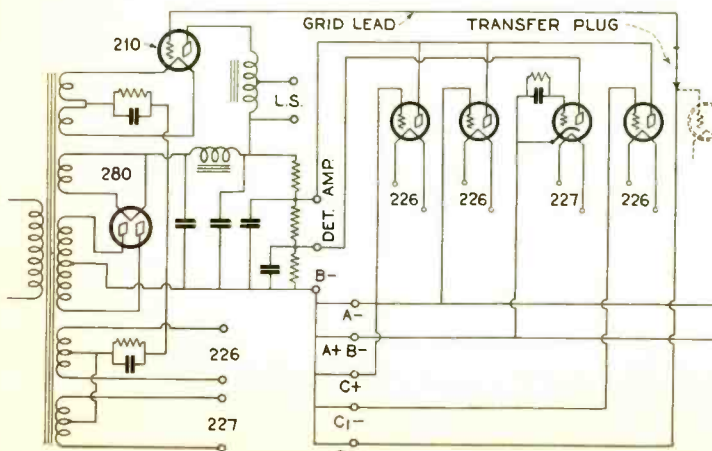 GRID LEAD
TRANSFER PLUG
210
L.S.
280
DET. AMP.
B-
226
226
227
226
A-
A+ B-
226
C+
227
C1-